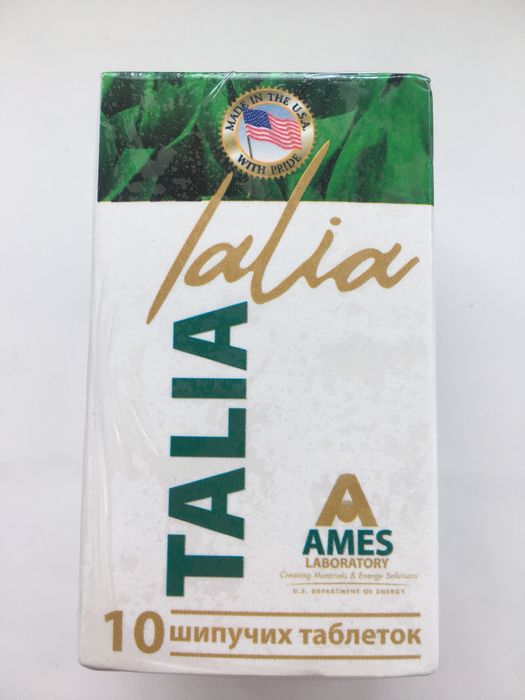 MADE IN THE U.S.A.
WITH PRIDE
Talia
TALIA
AMES
LABORATORY
Creating Materials & Energy Solutions
U.S. DEPARTMENT OF ENERGY
10 шипучих таблеток